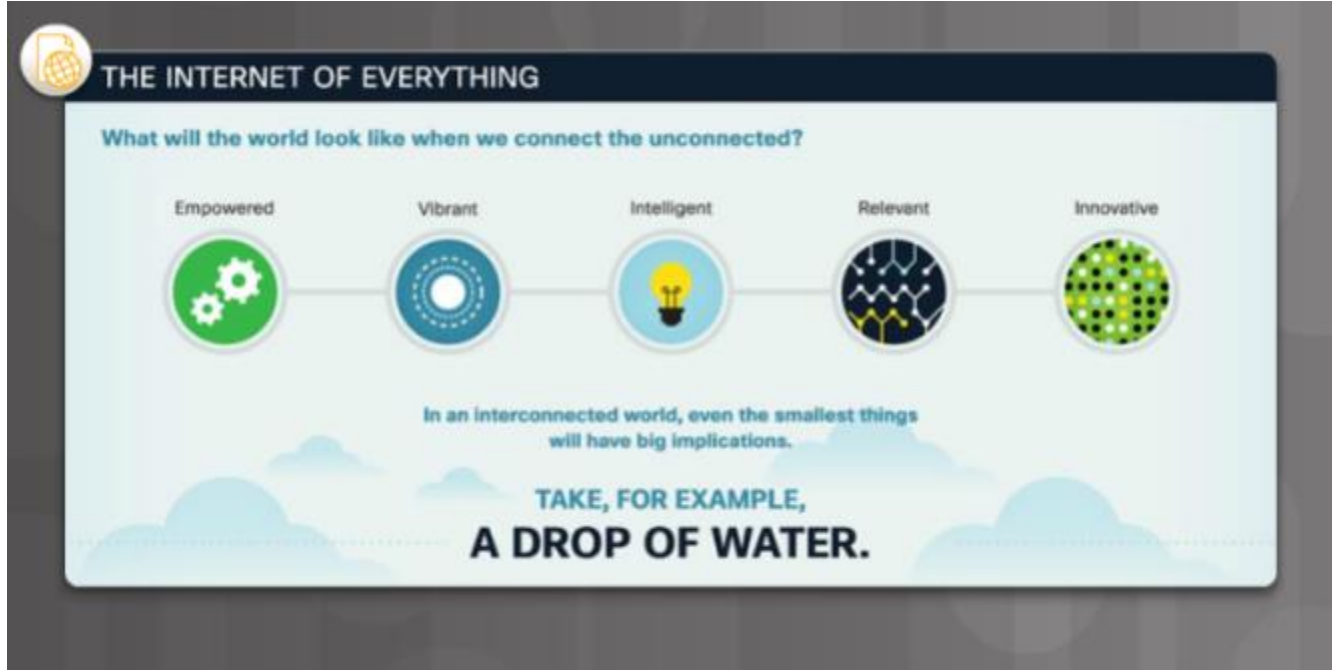 THE INTERNET OF EVERYTHING
What will the world look like when we connect the unconnected?
Empowered Vibrant Intelligent Relevant Innovative
In an interconnected world, even the smallest things
will have big implications.
TAKE, FOR EXAMPLE,
A DROP OF WATER.